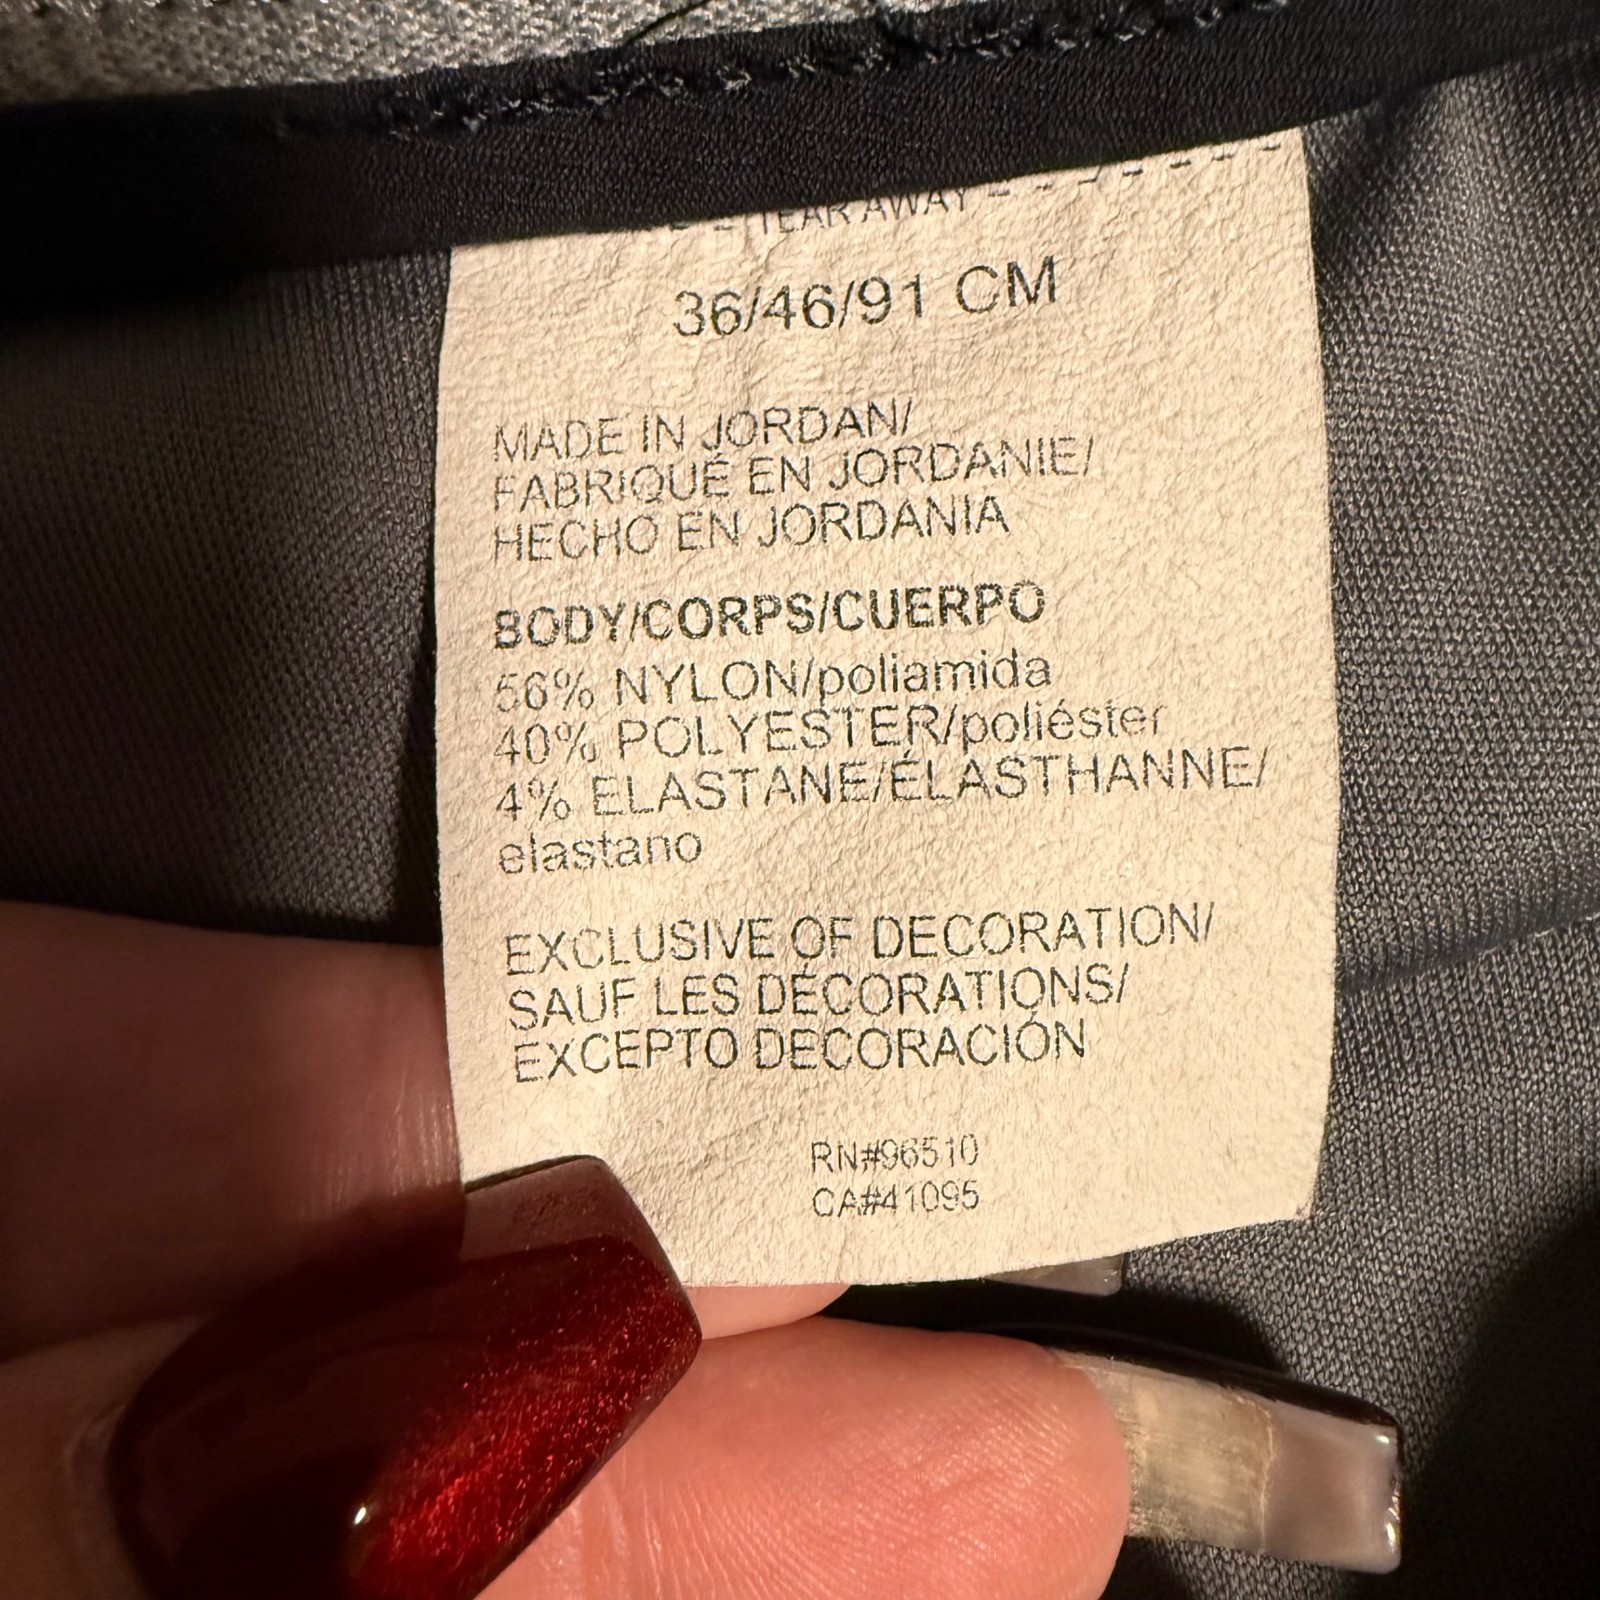 TEAR AWAY
36/46/91 CM
MADE IN JORDAN/
FABRIQUÉ EN JORDANIE/
HECHO EN JORDANIA
BODY/CORPS/CUERPO
56% NYLON/poliamida
40% POLYESTER/poliéster
4% ELASTANE/ÉLASTHANNE/
elastano
EXCLUSIVE OF DECORATION/
SAUF LES DÉCORATIONS/
EXCEPTO DECORACIÓN
RN#96510
CA#41095